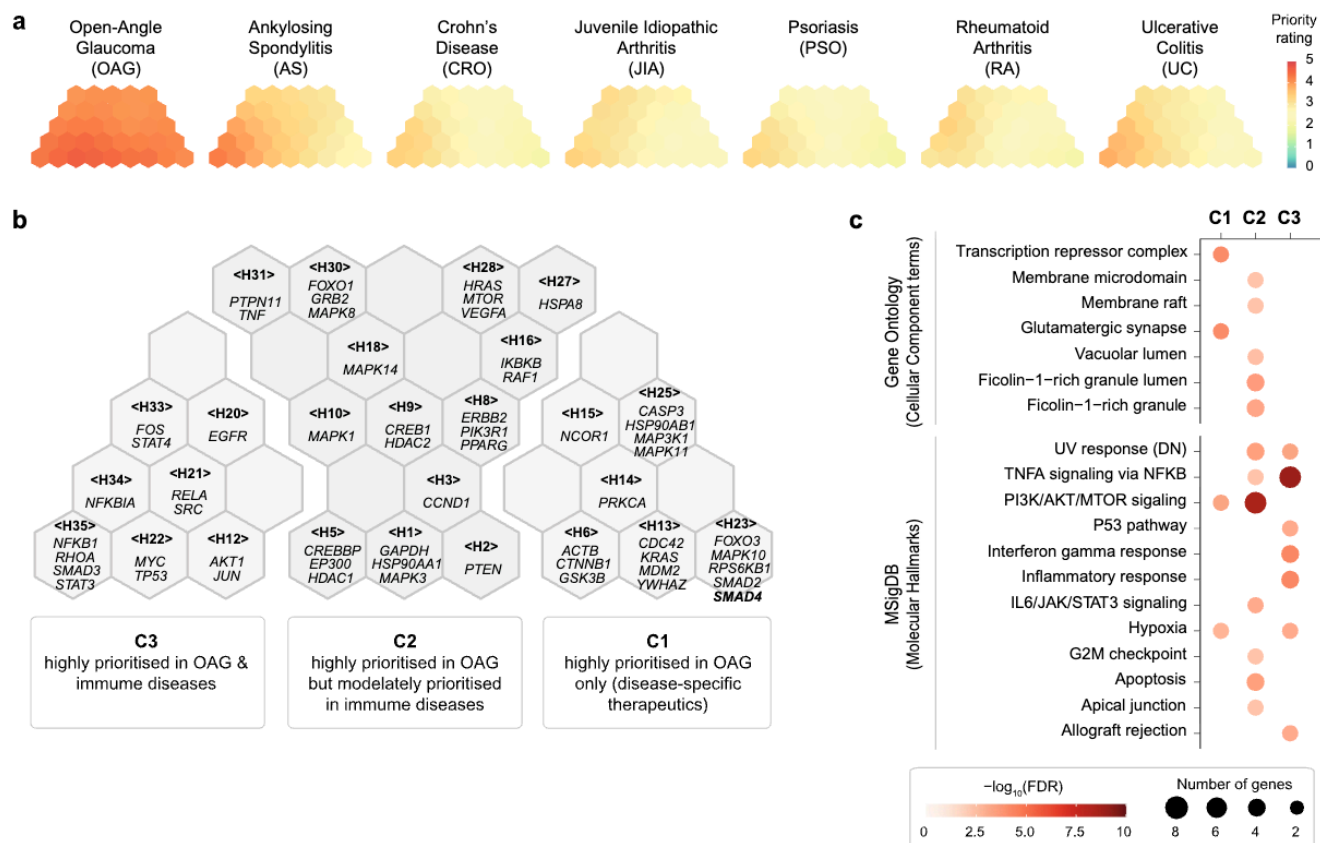 a
Open-Angle
Glaucoma
(OAG)
Ankylosing
Spondylitis
(AS)
Crohn's
Disease
(CRO)
Juvenile Idiopathic
Arthritis
(JIA)
Psoriasis
(PSO)
Rheumatoid
Arthritis
(RA)
Ulcerative
Colitis
(UC)
Priority
rating
5
4
3
2
1
0
b
<H31>
PTPN11
TNF
<H30>
FOXO1
GRB2
MAPK8
<H28>
HRAS
MTOR
VEGFA
<H27>
HSPA8
<H18>
MAPK14
<H16>
IKBKB
RAF1
<H33>
FOS
STAT4
<H20>
EGFR
<H10>
MAPK1
<H9>
CREB1
HDAC2
<H8>
ERBB2
PIK3R1
PPARG
<H15>
NCOR1
<H25>
CASP3
HSP90AB1
MAP3K1
MAPK11
<H34>
NFKBIA
<H21>
RELA
SRC
<H3>
CCND1
<H14>
PRKCA
<H35>
NFKB1
RHOA
SMAD3
STAT3
<H22>
MYC
TP53
<H12>
AKT1
JUN
<H5>
CREBBP
EP300
HDAC1
<H1>
GAPDH
HSP90AA1
MAPK3
<H2>
PTEN
<H6>
ACTB
CTNNB1
GSK3B
<H13>
CDC42
KRAS
MDM2
YWHAZ
<H23>
FOXO3
MAPK10
RPS6KB1
SMAD2
SMAD4
C3
highly prioritised in OAG &
immume diseases
C2
highly prioritised in OAG
but modelately prioritised
in immume diseases
C1
highly prioritised in OAG
only (disease-specific
therapeutics)
c
C1 C2 C3
Gene Ontology
(Cellular Component terms)
Transcription repressor complex
Membrane microdomain
Membrane raft
Glutamatergic synapse
Vacuolar lumen
Ficolin−1−rich granule lumen
Ficolin−1−rich granule
MSigDB
(Molecular Hallmarks)
UV response (DN)
TNFA signaling via NFKB
PI3K/AKT/MTOR sigaling
P53 pathway
Interferon gamma response
Inflammatory response
IL6/JAK/STAT3 signaling
Hypoxia
G2M checkpoint
Apoptosis
Apical junction
Allograft rejection
−log10(FDR)
0 2.5 5.0 7.5 10
Number of genes
8 6 4 2